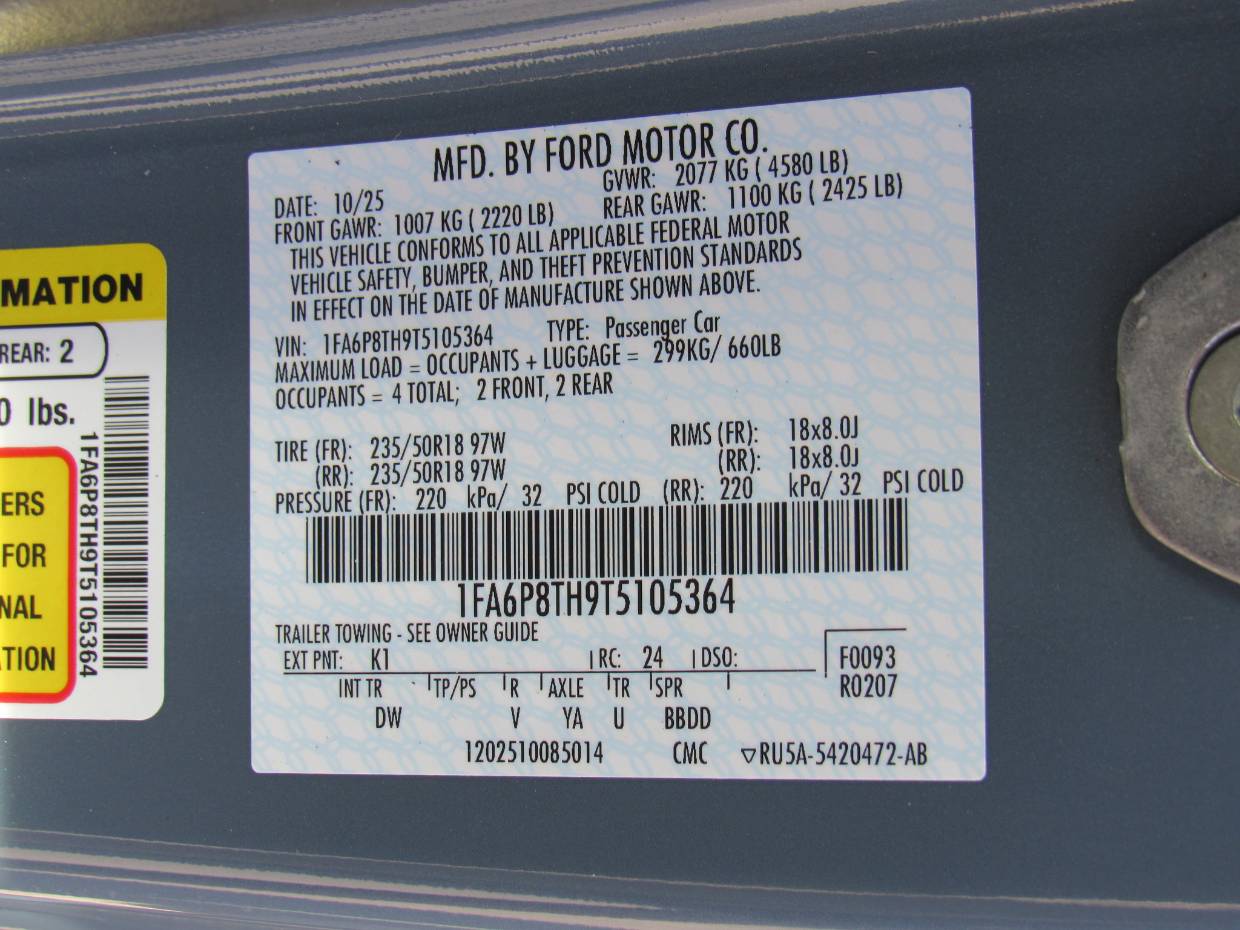 MFD. BY FORD MOTOR CO.
DATE: 10/25 GVWR: 2077 KG ( 4580 LB)
FRONT GAWR: 1007 KG ( 2220 LB) REAR GAWR: 1100 KG ( 2425 LB)
THIS VEHICLE CONFORMS TO ALL APPLICABLE FEDERAL MOTOR
VEHICLE SAFETY, BUMPER, AND THEFT PREVENTION STANDARDS
IN EFFECT ON THE DATE OF MANUFACTURE SHOWN ABOVE.
VIN: 1FA6P8TH9T5105364 TYPE: Passenger Car
MAXIMUM LOAD = OCCUPANTS + LUGGAGE = 299KG/ 660LB
OCCUPANTS = 4 TOTAL; 2 FRONT, 2 REAR
TIRE (FR): 235/50R18 97W RIMS (FR): 18x8.0J
(RR): 235/50R18 97W (RR): 18x8.0J
PRESSURE (FR): 220 kPa/ 32 PSI COLD (RR): 220 kPa/ 32 PSI COLD
1FA6P8TH9T5105364
TRAILER TOWING - SEE OWNER GUIDE
EXT PNT: K1 RC: 24 DSO: F0093
INT TR TP/PS R AXLE TR SPR R0207
DW V YA U BBDD
1202510085014 CMC ▽RU5A-5420472-AB
MATION
REAR: 2
0 lbs.
ERS
FOR
NAL
TION
1FA6P8TH9T5105364